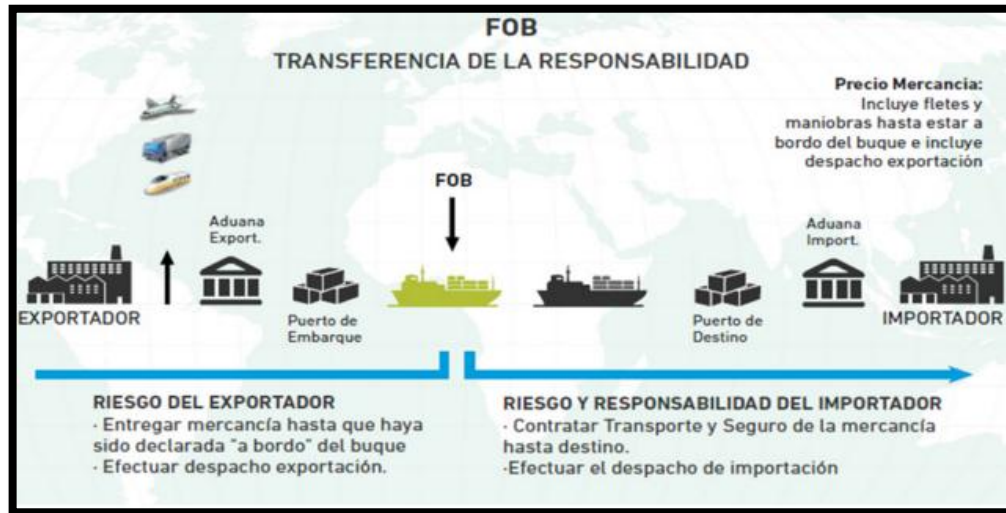 FOB
TRANSFERENCIA DE LA RESPONSABILIDAD
Precio Mercancia:
Incluye fletes y
maniobras hasta estar a
bordo del buque e incluye
despacho exportación
FOB
Aduana
Export.
Aduana
Import.
EXPORTADOR
Puerto de
Embarque
Puerto de
Destino
IMPORTADOR
RIESGO DEL EXPORTADOR
· Entregar mercancía hasta que haya
sido declarada "a bordo" del buque
· Efectuar despacho exportación.
RIESGO Y RESPONSABILIDAD DEL IMPORTADOR
· Contratar Transporte y Seguro de la mercancía
hasta destino.
·Efectuar el despacho de importación